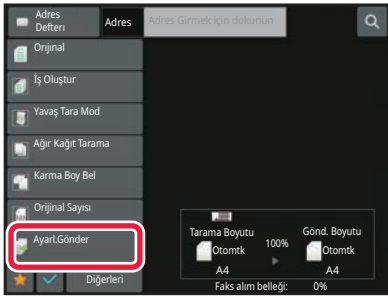 Adres
Defteri
Adres
Adres Girmek için dokunun
Orijinal
İş Oluştur
Yavaş Tara Mod
Ağır Kağıt Tarama
Karma Boy Bel
Orijinal Sayısı
Ayarl.Gönder
Diğerleri
Tarama Boyutu
Otomtk
A4
100%
Gönd. Boyutu
Otomtk
A4
Faks alım belleği: 0%